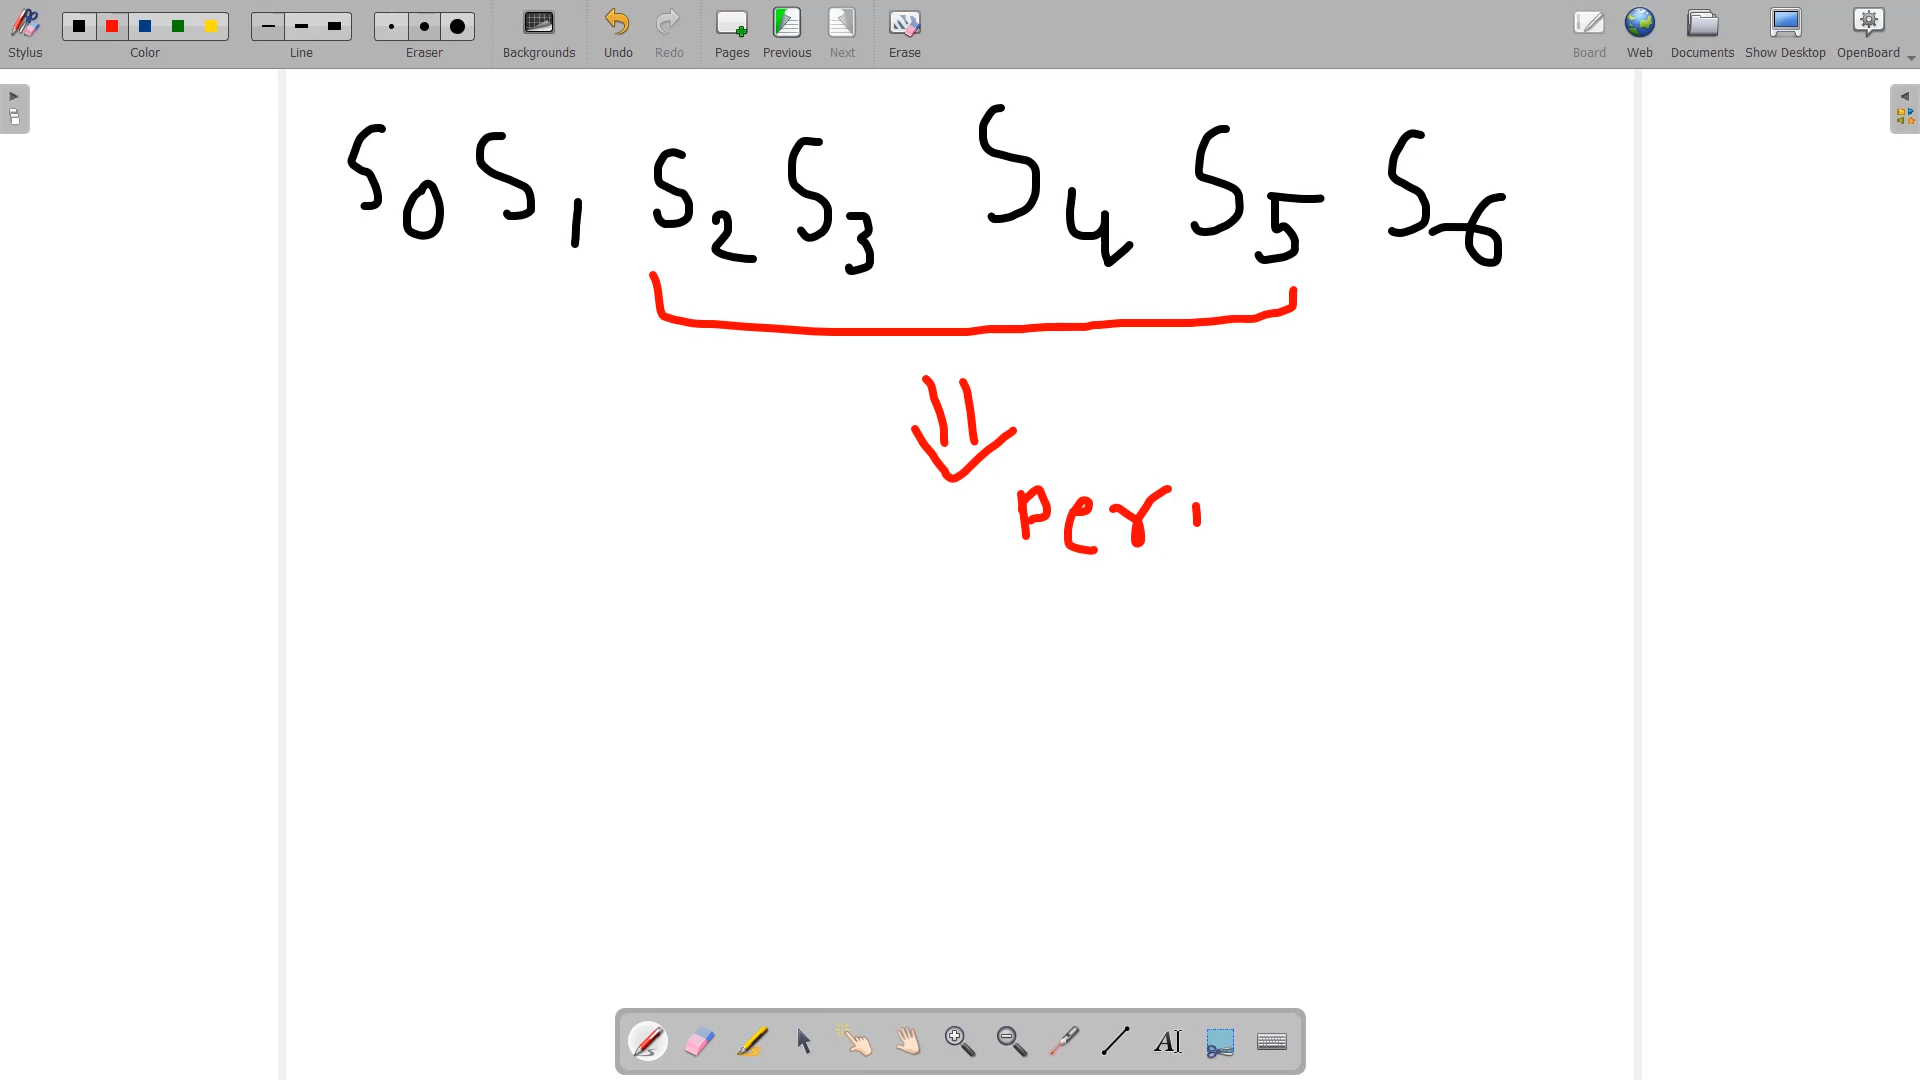 Stylus Color Line Eraser Backgrounds Undo Redo Pages Previous Next Erase Board Web Documents Show Desktop OpenBoard
S0 S1 S2 S3 S4 S5 S6
peri